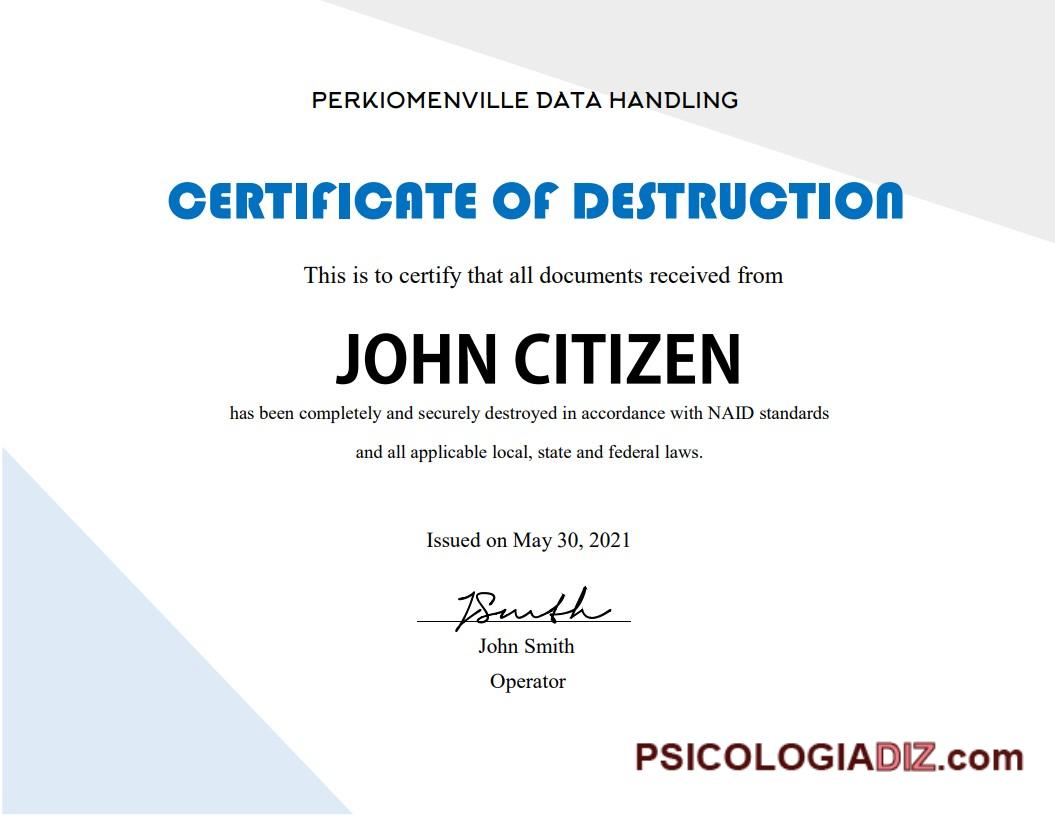 PERKIOMENVILLE DATA HANDLING
CERTIFICATE OF DESTRUCTION
This is to certify that all documents received from
JOHN CITIZEN
has been completely and securely destroyed in accordance with NAID standards
and all applicable local, state and federal laws.
Issued on May 30, 2021
JSmith
John Smith
Operator
PSICOLOGIADIZ.com